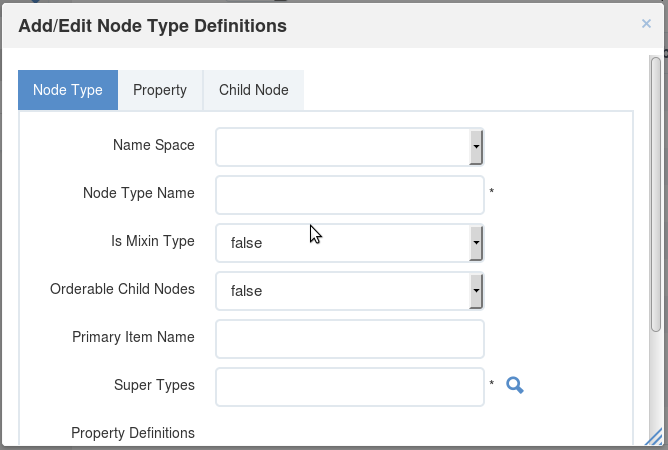 Add/Edit Node Type Definitions
×
Node Type Property Child Node
Name Space
Node Type Name *
Is Mixin Type false
Orderable Child Nodes false
Primary Item Name
Super Types *
Property Definitions